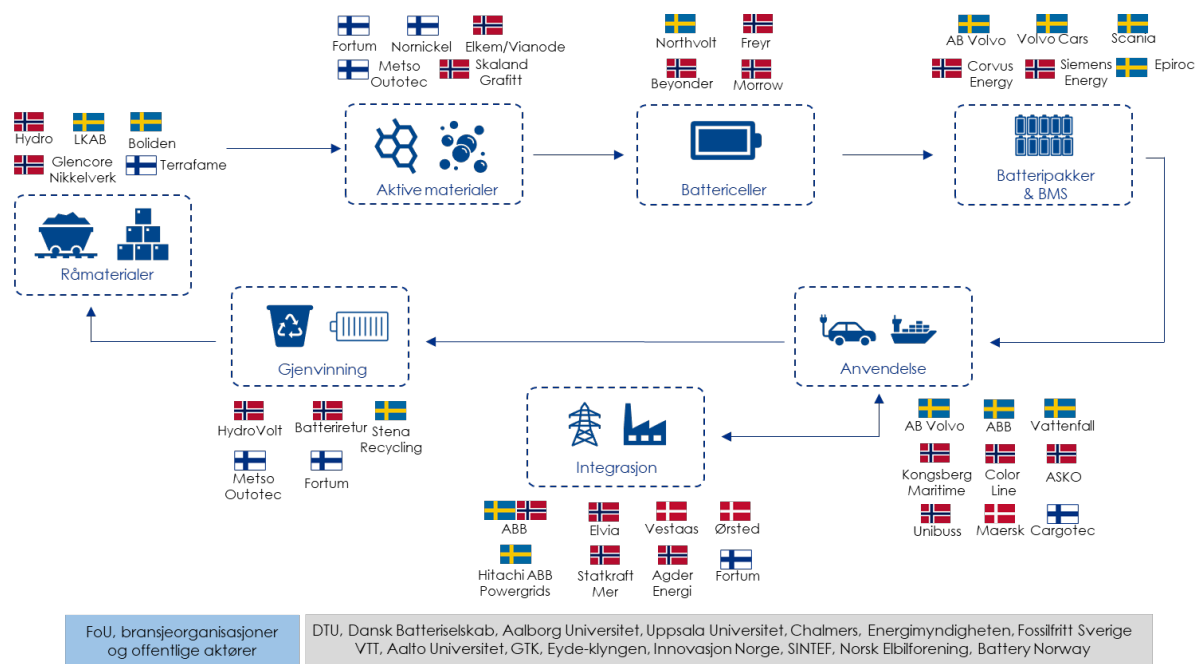 Fortum Nornickel Elkem/Vianode
Metso Outotec Skaland Grafitt
Northvolt Freyr
Beyonder Morrow
AB Volvo Volvo Cars Scania
Corvus Energy Siemens Energy Epiroc
Hydro LKAB Boliden
Glencore Nikkelverk Terrafame
Råmaterialer
Aktive materialer
Battericeller
Batteripakker
& BMS
Gjenvinning
Anvendelse
HydroVolt Batteriretur Stena Recycling
Metso Outotec Fortum
Integrasjon
AB Volvo ABB Vattenfall
Kongsberg Maritime Color Line ASKO
Unibuss Maersk Cargotec
ABB Elvia Vestaas Ørsted
Hitachi ABB Powergrids Statkraft Mer Agder Energi Fortum
FoU, bransjeorganisasjoner
og offentlige aktører
DTU, Dansk Batteriselskab, Aalborg Universitet, Uppsala Universitet, Chalmers, Energimyndigheten, Fossilfritt Sverige
VTT, Aalto Universitet, GTK, Eyde-klyngen, Innovasjon Norge, SINTEF, Norsk Elbilforening, Battery Norway